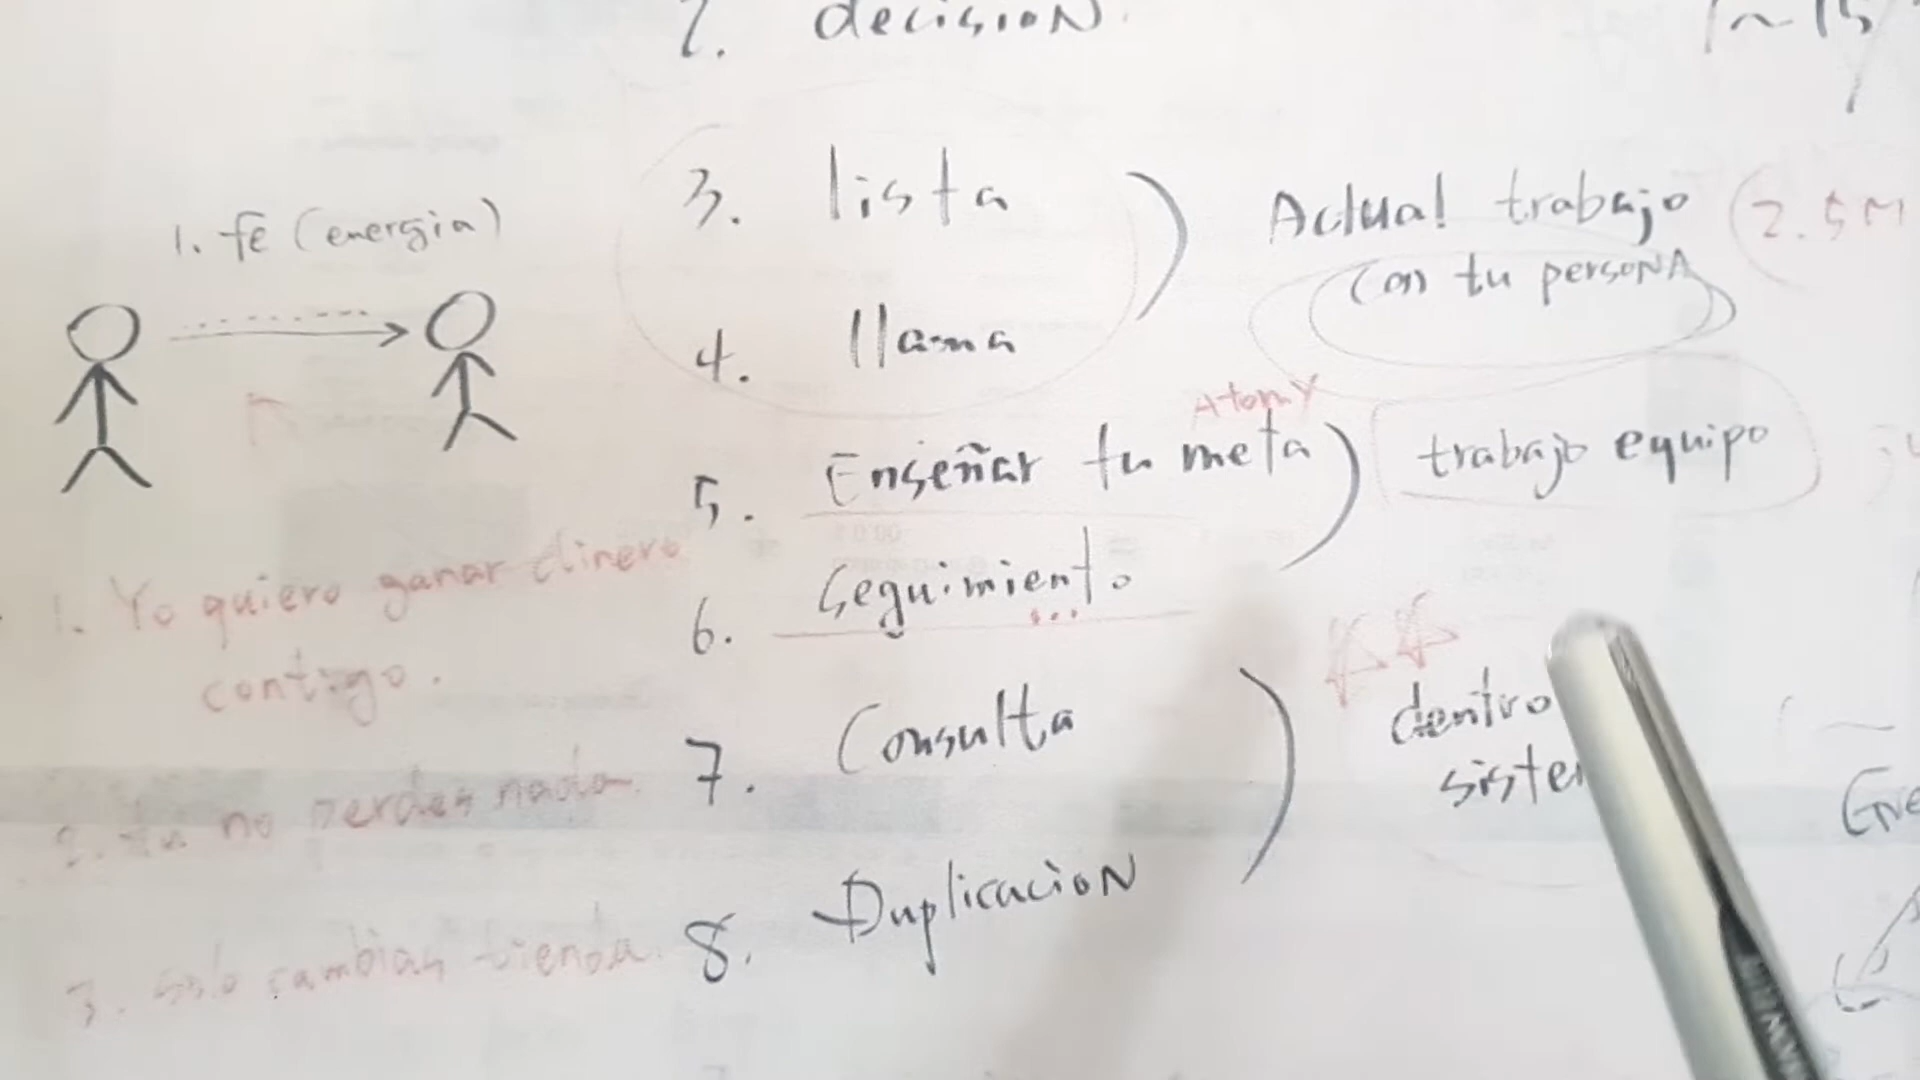 2. decisioN.
3. lista
4. llama
Actual trabajo
con tu persoNA
2.5M
1. fe (energia)
Atomy
5. Enseñar tu meta
trabajo equipo
6. Seguimiento
7. Consulta
dentro
8. DuplicacioN
1. Yo quiero ganar dinero
contigo.
2. tu no perdes nada.
3. solo cambias tienda.